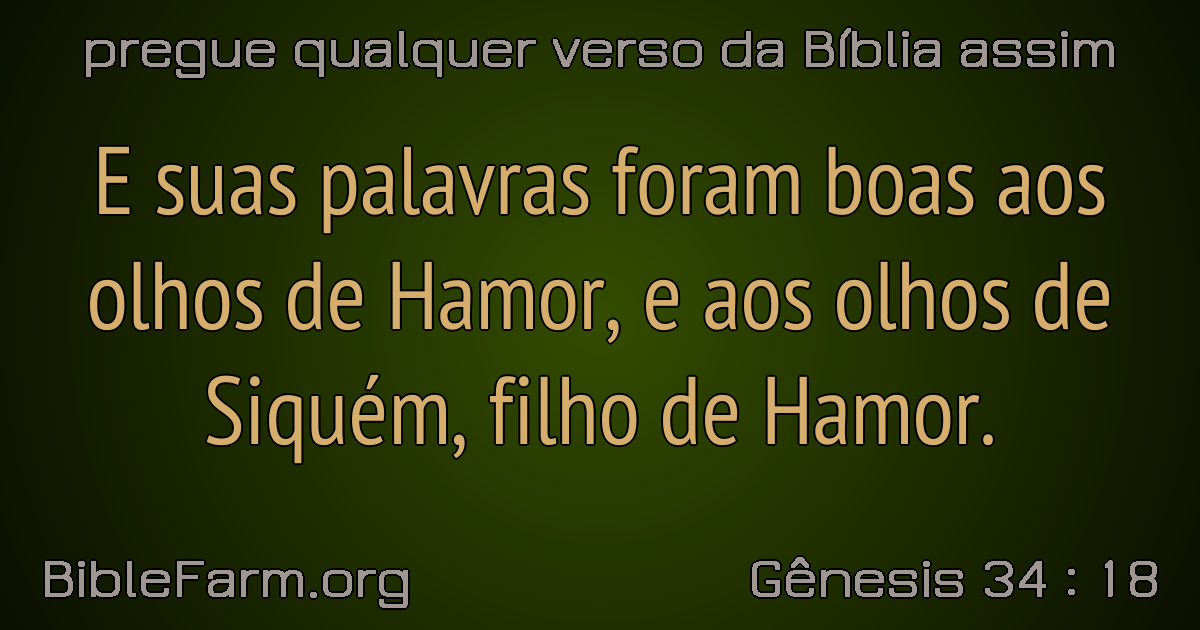 pregue qualquer verso da Bíblia assim
E suas palavras foram boas aos
olhos de Hamor, e aos olhos de
Siquém, filho de Hamor.
BibleFarm.org
Gênesis 34 : 18